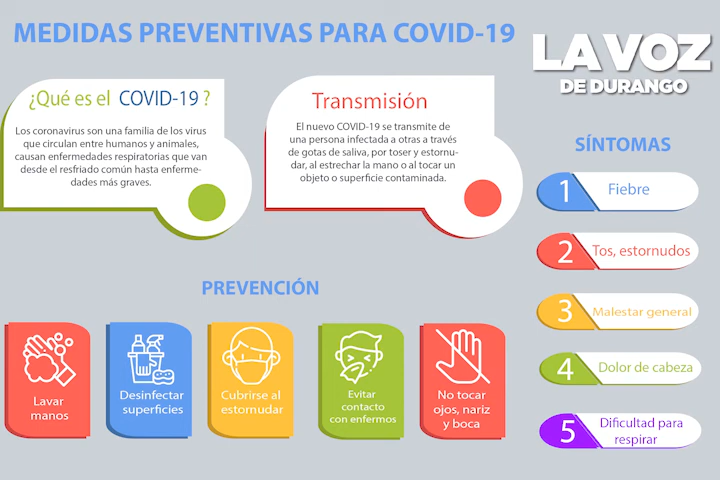 MEDIDAS PREVENTIVAS PARA COVID-19
LA VOZ
DE DURANGO
¿Qué es el COVID-19 ?
Los coronavirus son una familia de los virus
que circulan entre humanos y animales,
causan enfermedades respiratorias que van
desde el resfriado común hasta enferme-
dades más graves.
Transmisión
El nuevo COVID-19 se transmite de
una persona infectada a otras a través
de gotas de saliva, por toser y estornu-
dar, al estrechar la mano o al tocar un
objeto o superficie contaminada.
SÍNTOMAS
1 Fiebre
2 Tos, estornudos
3 Malestar general
4 Dolor de cabeza
5 Dificultad para
respirar
PREVENCIÓN
Lavar
manos
Desinfectar
superficies
Cubrirse al
estornudar
Evitar
contacto
con enfermos
No tocar
ojos, nariz
y boca